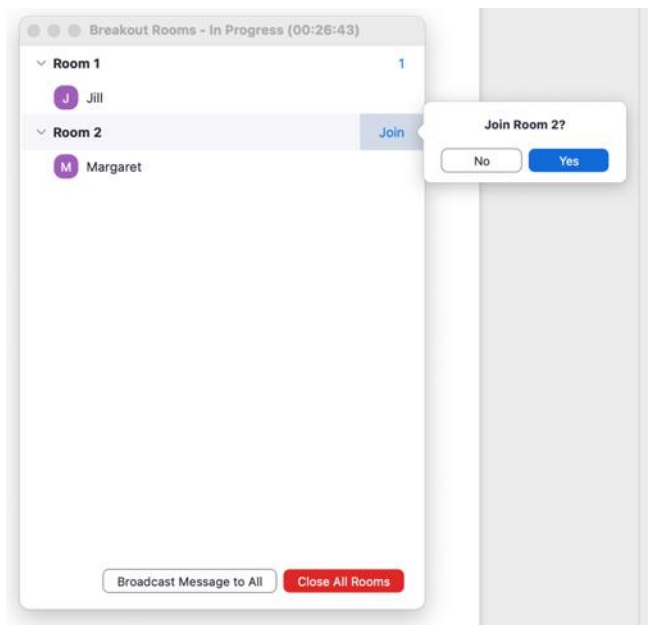 Breakout Rooms - In Progress (00:26:43)
Room 1 1
J Jill
Room 2 Join
Join Room 2?
No Yes
M Margaret
Broadcast Message to All Close All Rooms